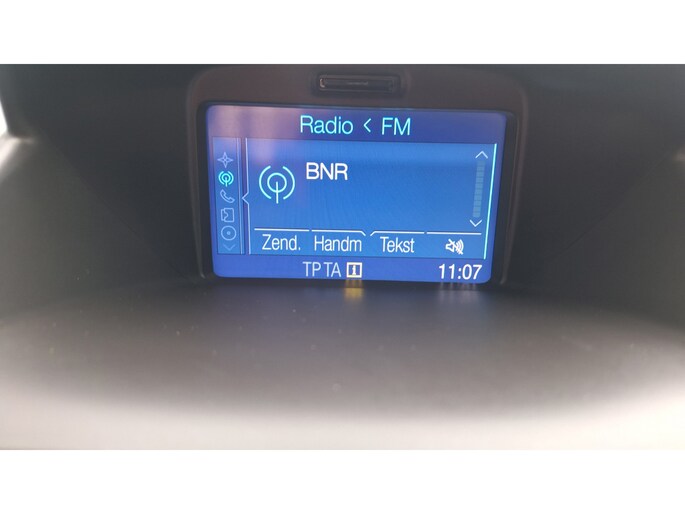 Radio < FM
BNR
Zend. Handm Tekst
TP TA i 11:07